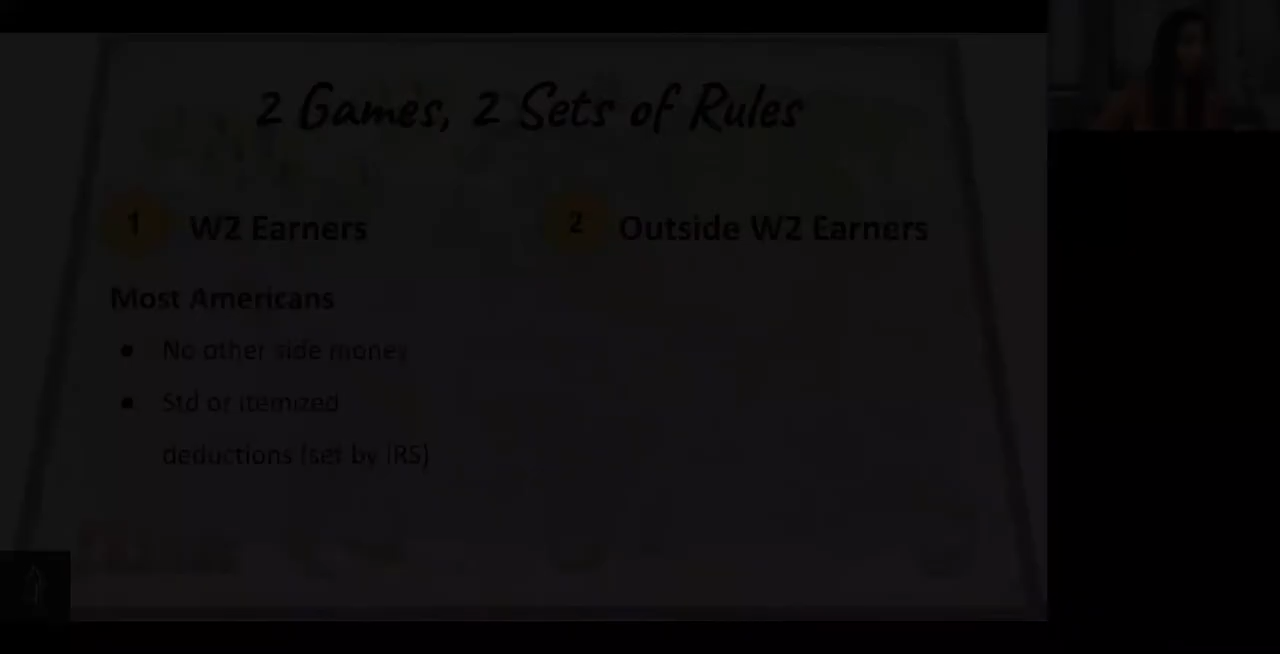 2 Games, 2 Sets of Rules
1 W2 Earners
2 Outside W2 Earners
Most Americans
● No other side money
● Std or itemized
deductions (set by IRS)